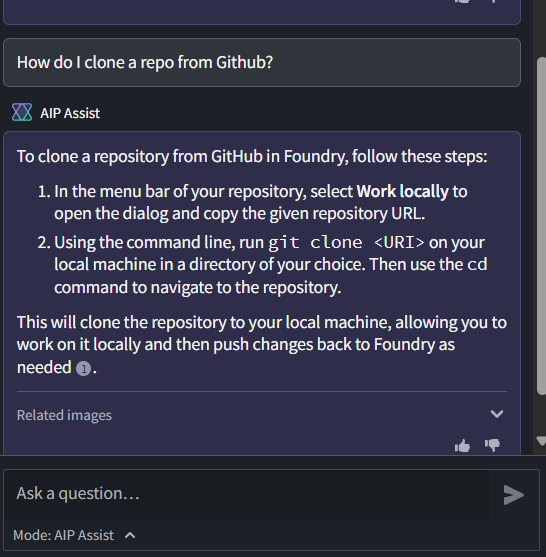 How do I clone a repo from Github?
AIP Assist
To clone a repository from GitHub in Foundry, follow these steps:
1. In the menu bar of your repository, select Work locally to
open the dialog and copy the given repository URL.
2. Using the command line, run git clone <URI> on your
local machine in a directory of your choice. Then use the cd
command to navigate to the repository.
This will clone the repository to your local machine, allowing you to
work on it locally and then push changes back to Foundry as
needed 1.
Related images
Ask a question…
Mode: AIP Assist